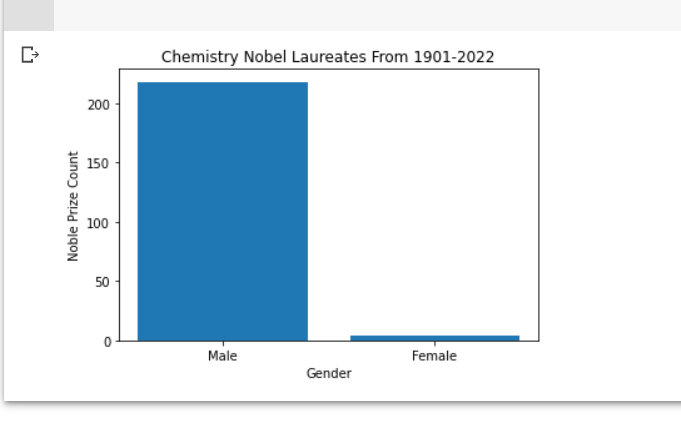 Chemistry Nobel Laureates From 1901-2022
200
150
100
50
0
Noble Prize Count
Male Female
Gender